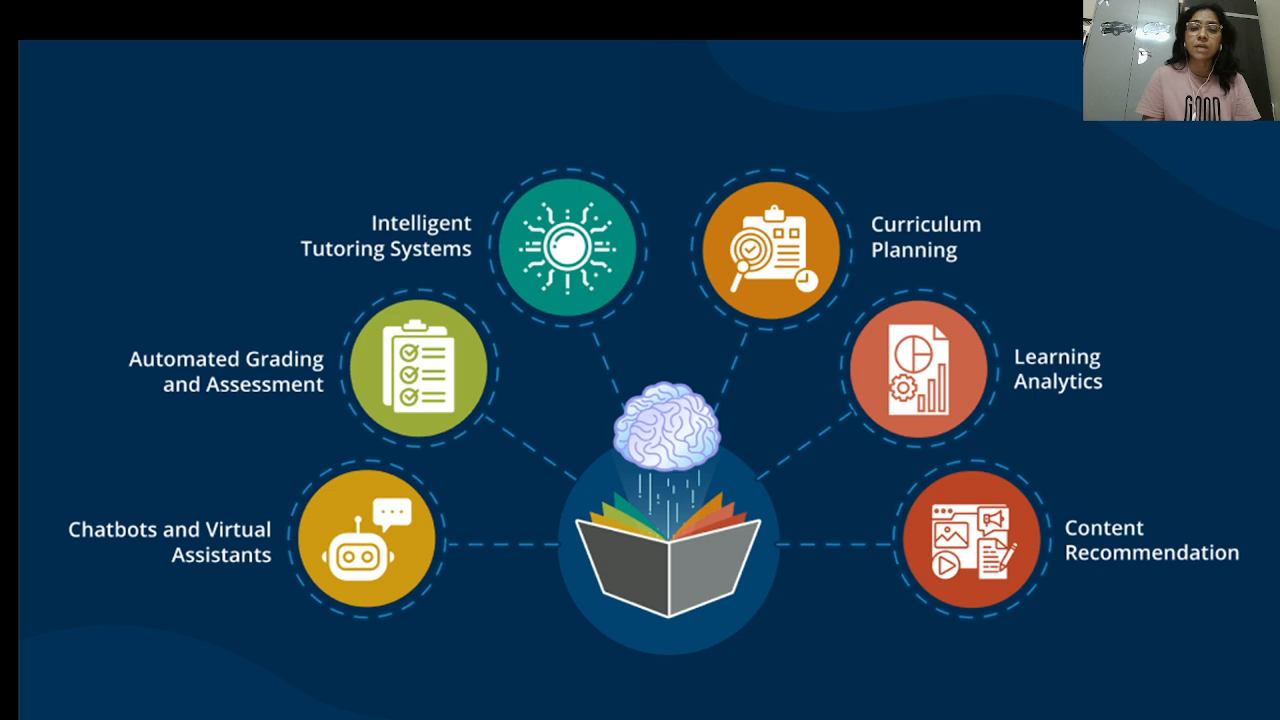 Intelligent
Tutoring Systems
Curriculum
Planning
Automated Grading
and Assessment
Learning
Analytics
Chatbots and Virtual
Assistants
Content
Recommendation